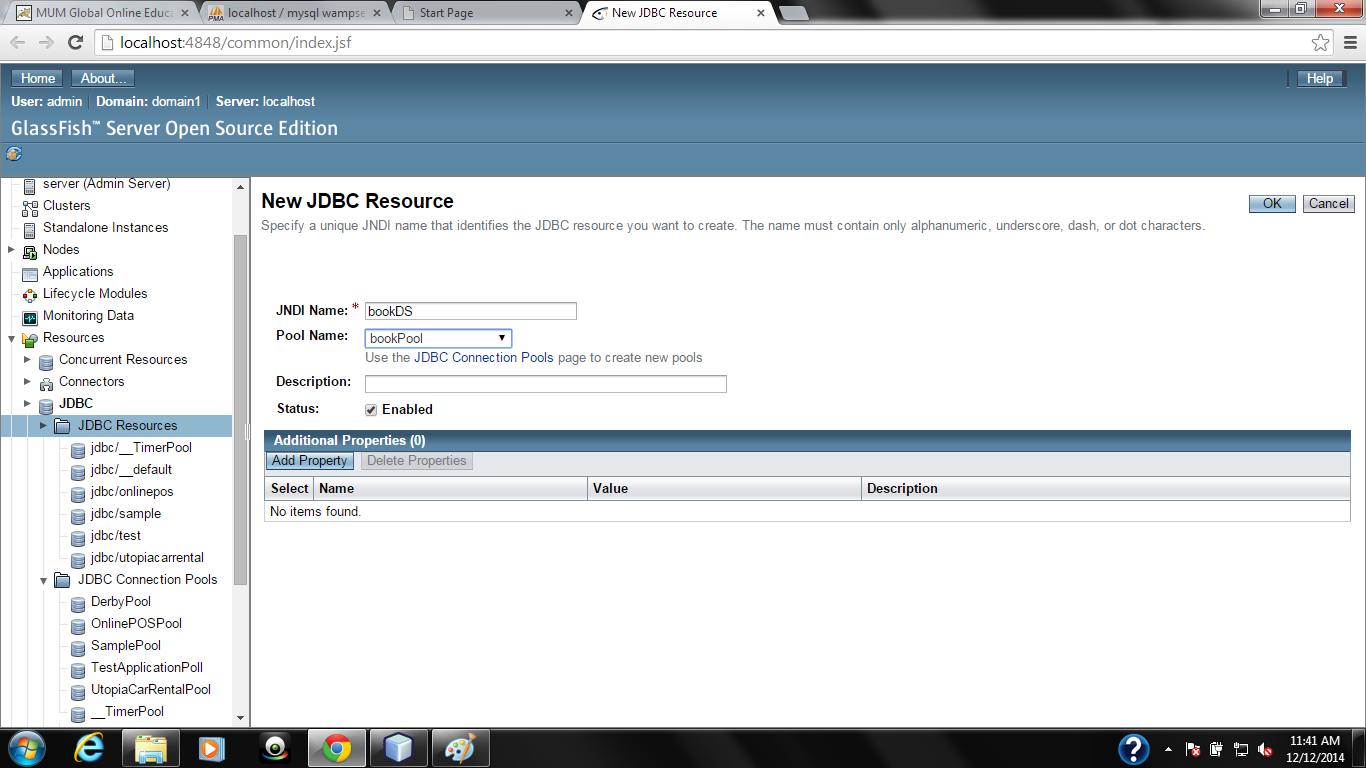 MUM Global Online Educ
localhost / mysql wampse
Start Page
New JDBC Resource
localhost:4848/common/index.jsf
Home
About...
Help
User: admin
Domain: domain1
Server: localhost
GlassFish™ Server Open Source Edition
server (Admin Server)
Clusters
Standalone Instances
Nodes
Applications
Lifecycle Modules
Monitoring Data
Resources
Concurrent Resources
Connectors
JDBC
JDBC Resources
jdbc/__TimerPool
jdbc/__default
jdbc/onlinepos
jdbc/sample
jdbc/test
jdbc/utopiacarrental
JDBC Connection Pools
DerbyPool
OnlinePOSPool
SamplePool
TestApplicationPoll
UtopiaCarRentalPool
__TimerPool
New JDBC Resource
OK
Cancel
Specify a unique JNDI name that identifies the JDBC resource you want to create. The name must contain only alphanumeric, underscore, dash, or dot characters.
JNDI Name: * bookDS
Pool Name: bookPool
Use the JDBC Connection Pools page to create new pools
Description:
Status: Enabled
Additional Properties (0)
Add Property
Delete Properties
Select Name Value Description
No items found.
11:41 AM
12/12/2014